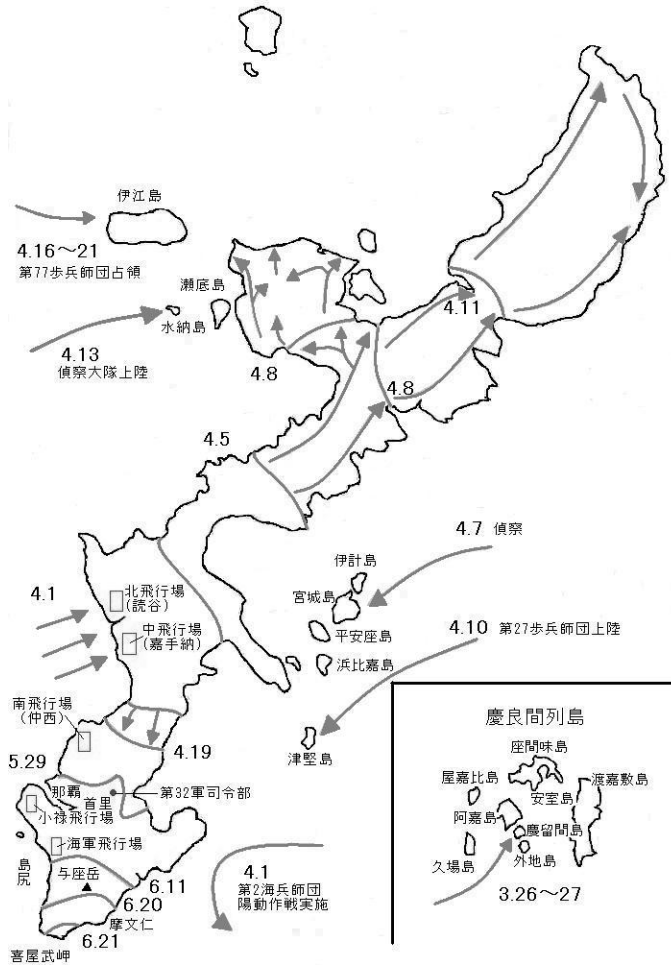 伊江島
4.16～21
第77歩兵師団占領
瀬底島
水納島
4.13
偵察大隊上陸
4.8
4.11
4.8
4.5
4.7 偵察
伊計島
宮城島
平安座島
浜比嘉島
4.10 第27歩兵師団上陸
津堅島
4.1
北飛行場
(読谷)
中飛行場
(嘉手納)
南飛行場
(仲西)
4.19
5.29
那覇
首里
第32軍司令部
小禄飛行場
海軍飛行場
島尻
与座岳
6.11
6.20
摩文仁
6.21
喜屋武岬
4.1
第2海兵師団
陽動作戦実施
慶良間列島
座間味島
屋嘉比島
安室島
渡嘉敷島
阿嘉島
慶留間島
久場島
外地島
3.26～27